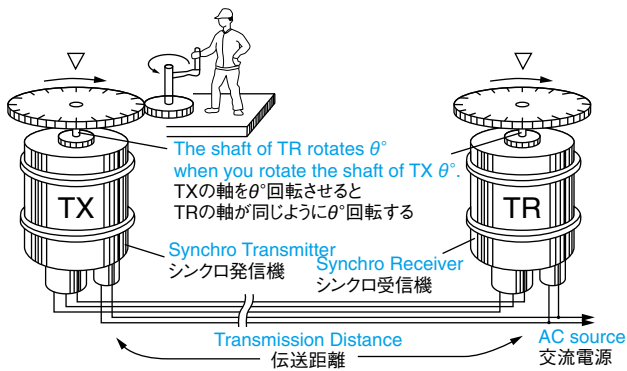 The shaft of TR rotates θ°
when you rotate the shaft of TX θ°.
TXの軸をθ°回転させると
TRの軸が同じようにθ°回転する
TX
TR
Synchro Transmitter
シンクロ発信機
Synchro Receiver
シンクロ受信機
Transmission Distance
伝送距離
AC source
交流電源